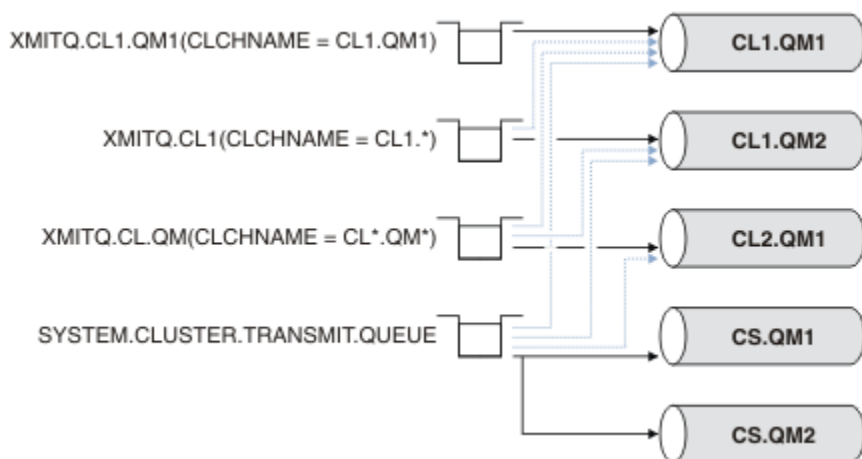 XMITQ.CL1.QM1(CLCHNAME = CL1.QM1)
CL1.QM1
XMITQ.CL1(CLCHNAME = CL1.*)
CL1.QM2
XMITQ.CL.QM(CLCHNAME = CL*.QM*)
CL2.QM1
SYSTEM.CLUSTER.TRANSMIT.QUEUE
CS.QM1
CS.QM2